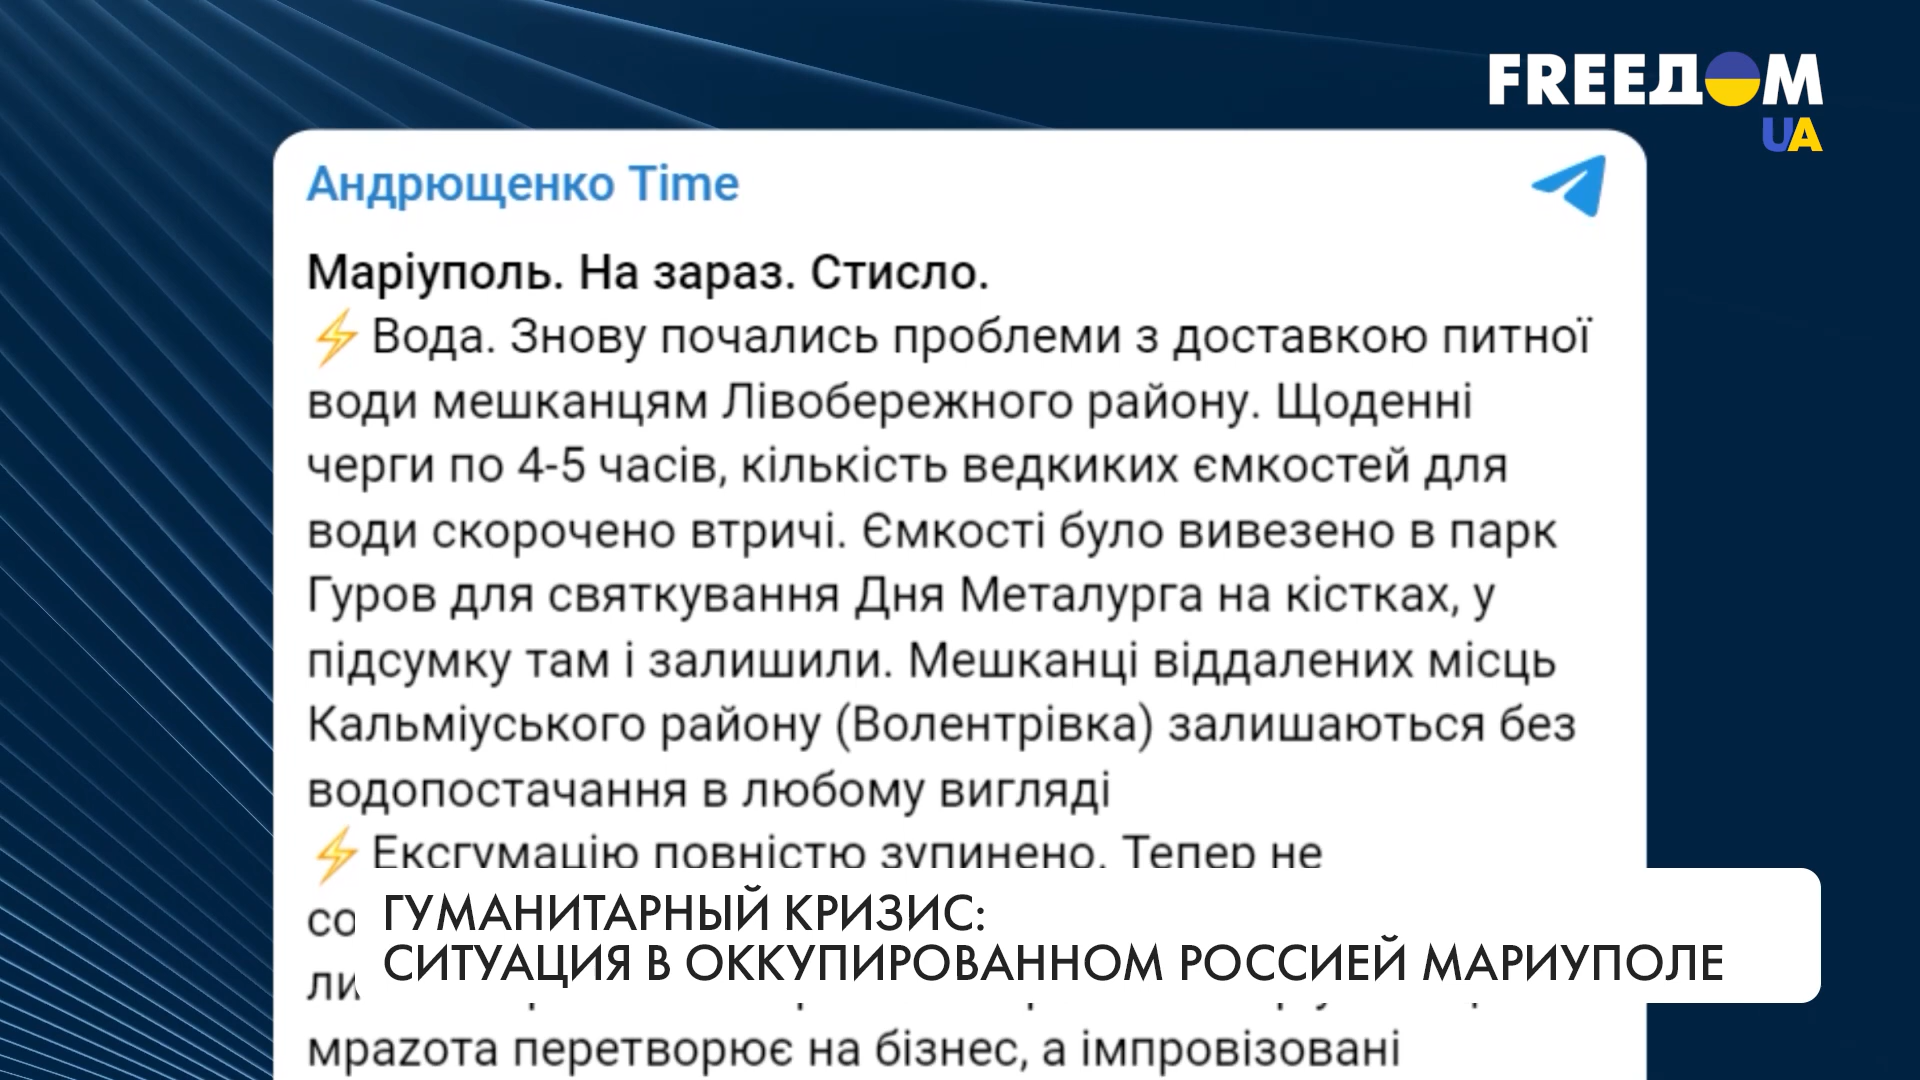 FREEДOM
UA
Андрющенко Time
Маріуполь. На зараз. Стисло.
⚡Вода. Знову почались проблеми з доставкою питної
води мешканцям Лівобережного району. Щоденні
черги по 4-5 часів, кількість ведкиких ємкостей для
води скорочено втричі. Ємкості було вивезено в парк
Гуров для святкування Дня Металурга на кістках, у
підсумку там і залишили. Мешканці віддалених місць
Кальміуського району (Волентрівка) залишаються без
водопостачання в любому вигляді
⚡Ексгумацію повністю зупинено. Тепер не
ГУМАНИТАРНЫЙ КРИЗИС:
СИТУАЦИЯ В ОККУПИРОВАННОМ РОССИЕЙ МАРИУПОЛЕ
мраzота перетворює на бізнес, а імпровізовані